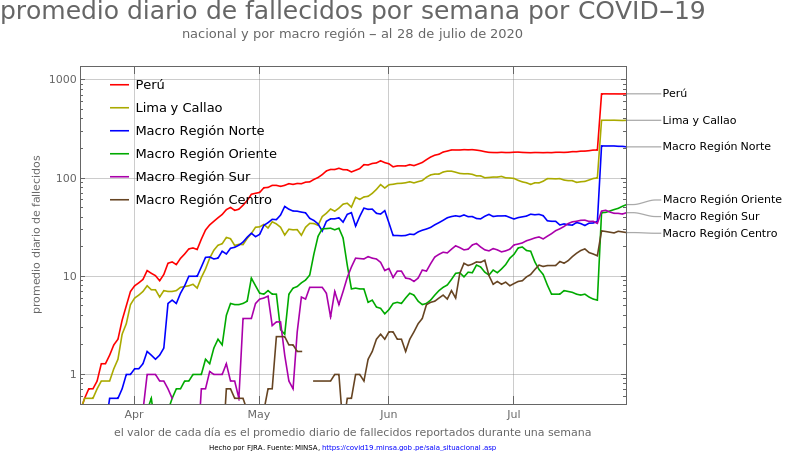 promedio diario de fallecidos por semana por COVID−19
nacional y por macro región – al 28 de julio de 2020
promedio diario de fallecidos
1000
100
10
1
Perú
Lima y Callao
Macro Región Norte
Macro Región Oriente
Macro Región Sur
Macro Región Centro
Perú
Lima y Callao
Macro Región Norte
Macro Región Oriente
Macro Región Sur
Macro Región Centro
Apr May Jun Jul
el valor de cada día es el promedio diario de fallecidos reportados durante una semana
Hecho por FJRA. Fuente: MINSA, https://covid19.minsa.gob.pe/sala_situacional .asp